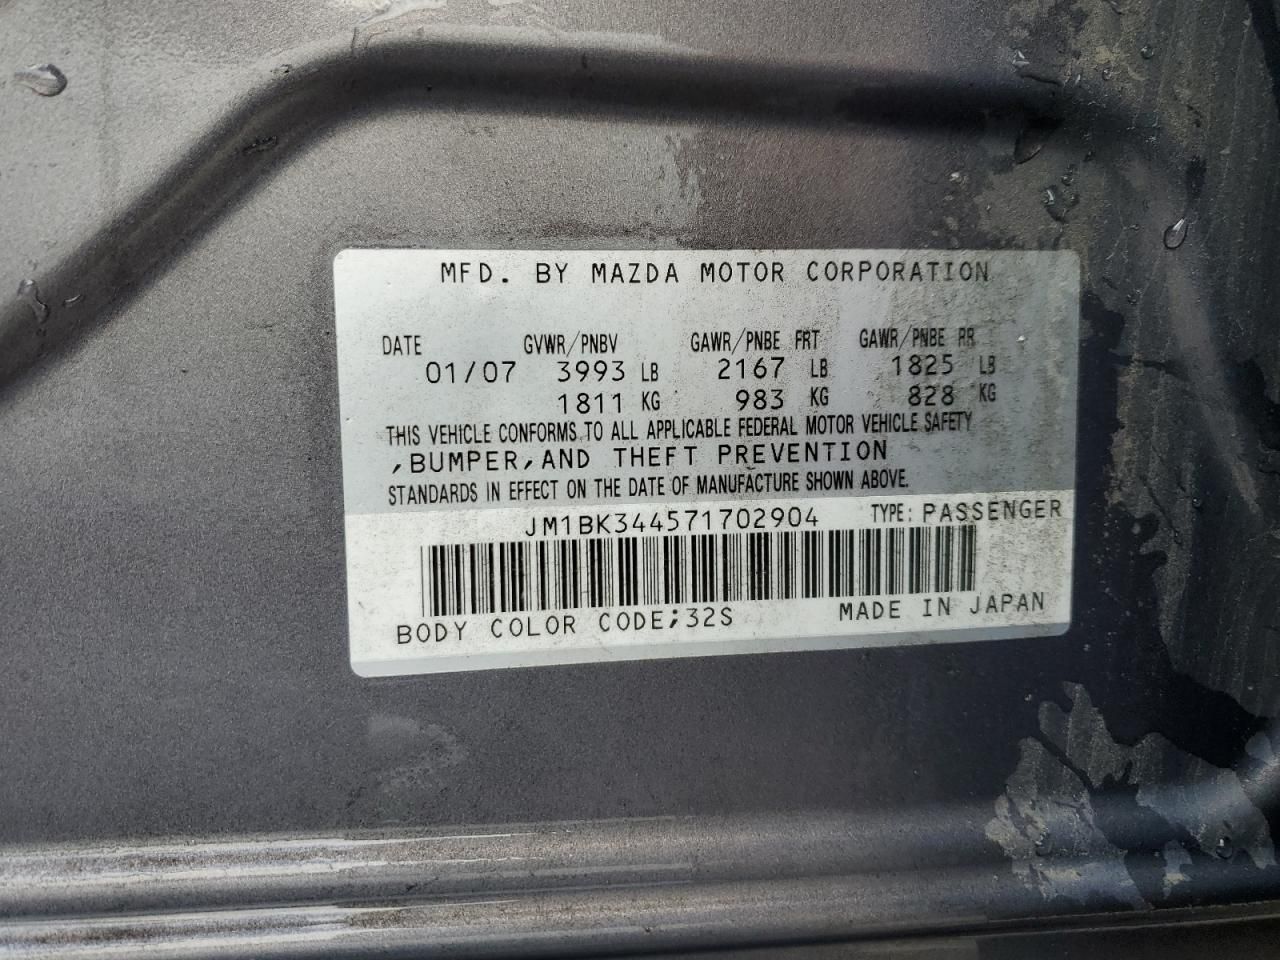 MFD. BY MAZDA MOTOR CORPORATION
DATE GVWR/PNBV GAWR/PNBE FRT GAWR/PNBE RR
01/07 3993 LB 2167 LB 1825 LB
1811 KG 983 KG 828 KG
THIS VEHICLE CONFORMS TO ALL APPLICABLE FEDERAL MOTOR VEHICLE SAFETY
,BUMPER,AND THEFT PREVENTION
STANDARDS IN EFFECT ON THE DATE OF MANUFACTURE SHOWN ABOVE.
JM1BK344571702904 TYPE: PASSENGER
BODY COLOR CODE;32S MADE IN JAPAN